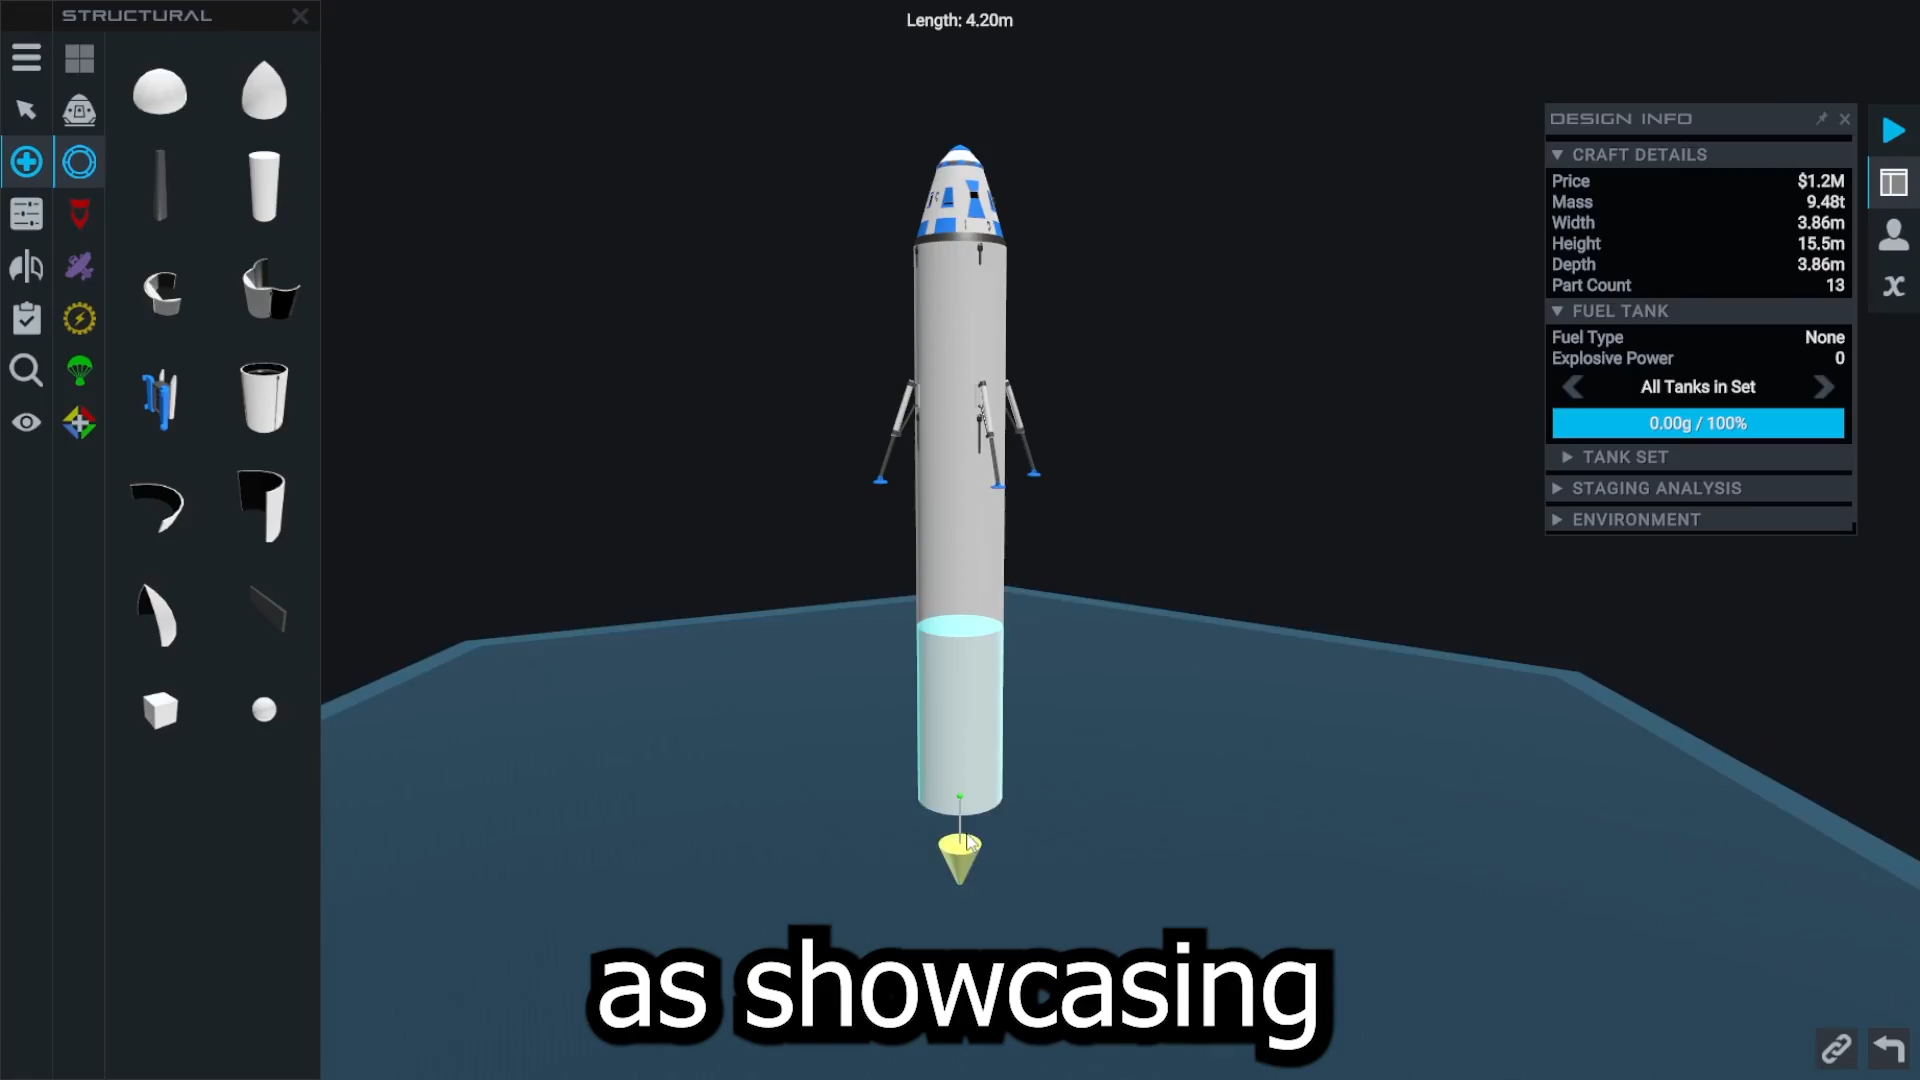 STRUCTURAL
Length: 4.20m
DESIGN INFO
CRAFT DETAILS
Price $1.2M
Mass 9.48t
Width 3.86m
Height 15.5m
Depth 3.86m
Part Count 13
FUEL TANK
Fuel Type None
Explosive Power 0
All Tanks in Set
0.00g / 100%
TANK SET
STAGING ANALYSIS
ENVIRONMENT
as showcasing